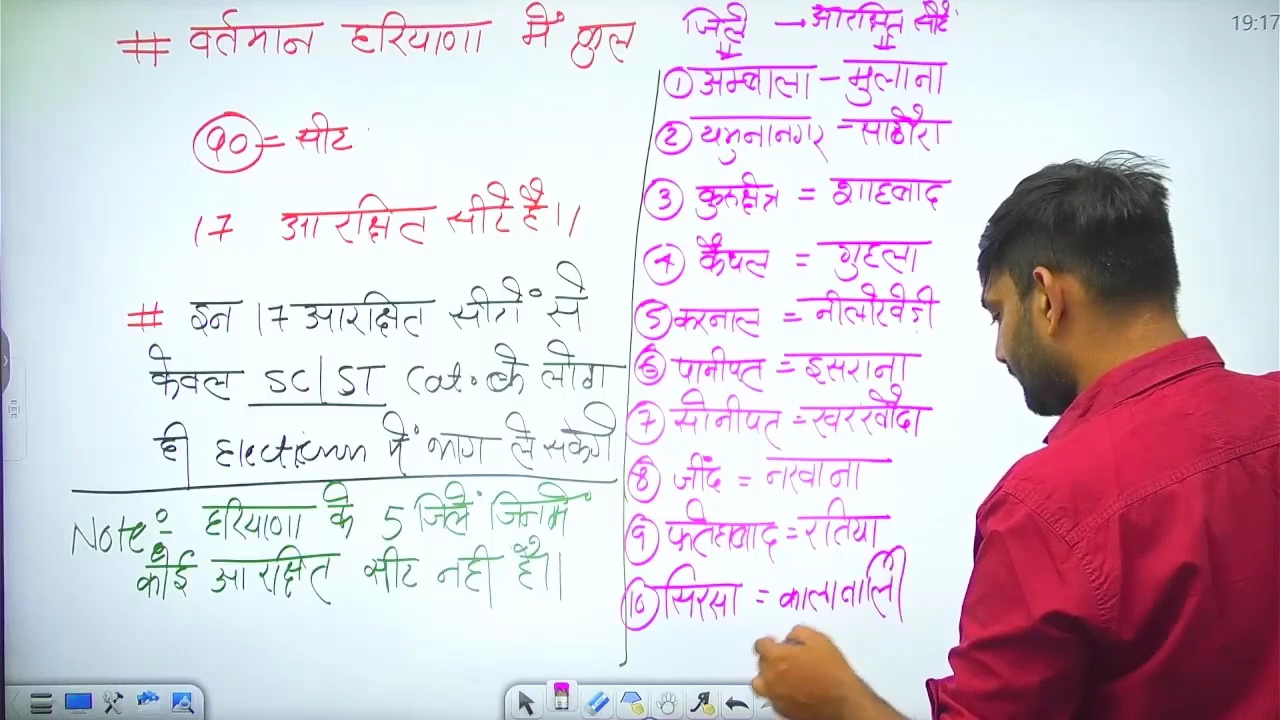 # वर्तमान हरियाणा में कुल
90 = सीट
17 आरक्षित सीटे है।।
# इन 17 आरक्षित सीटों से
केवल SC/ST Cat. के लोग
ही Election में भाग ले सकेंगे
Note:- हरियाणा के 5 जिले जिनमें
कोई आरक्षित सीट नही है।।
जिले → आरक्षित सीटें
① अम्बाला - मुलाना
② यमुनानगर - साढौरा
③ कुरुक्षेत्र = शाहबाद
④ कैथल = गुहला
⑤ करनाल = नीलोखेड़ी
⑥ पानीपत = इसराना
⑦ सोनीपत = खरखौदा
⑧ जींद = नरवाना
⑨ फतेहाबाद = रतिया
⑩ सिरसा = कालावाली
19:17